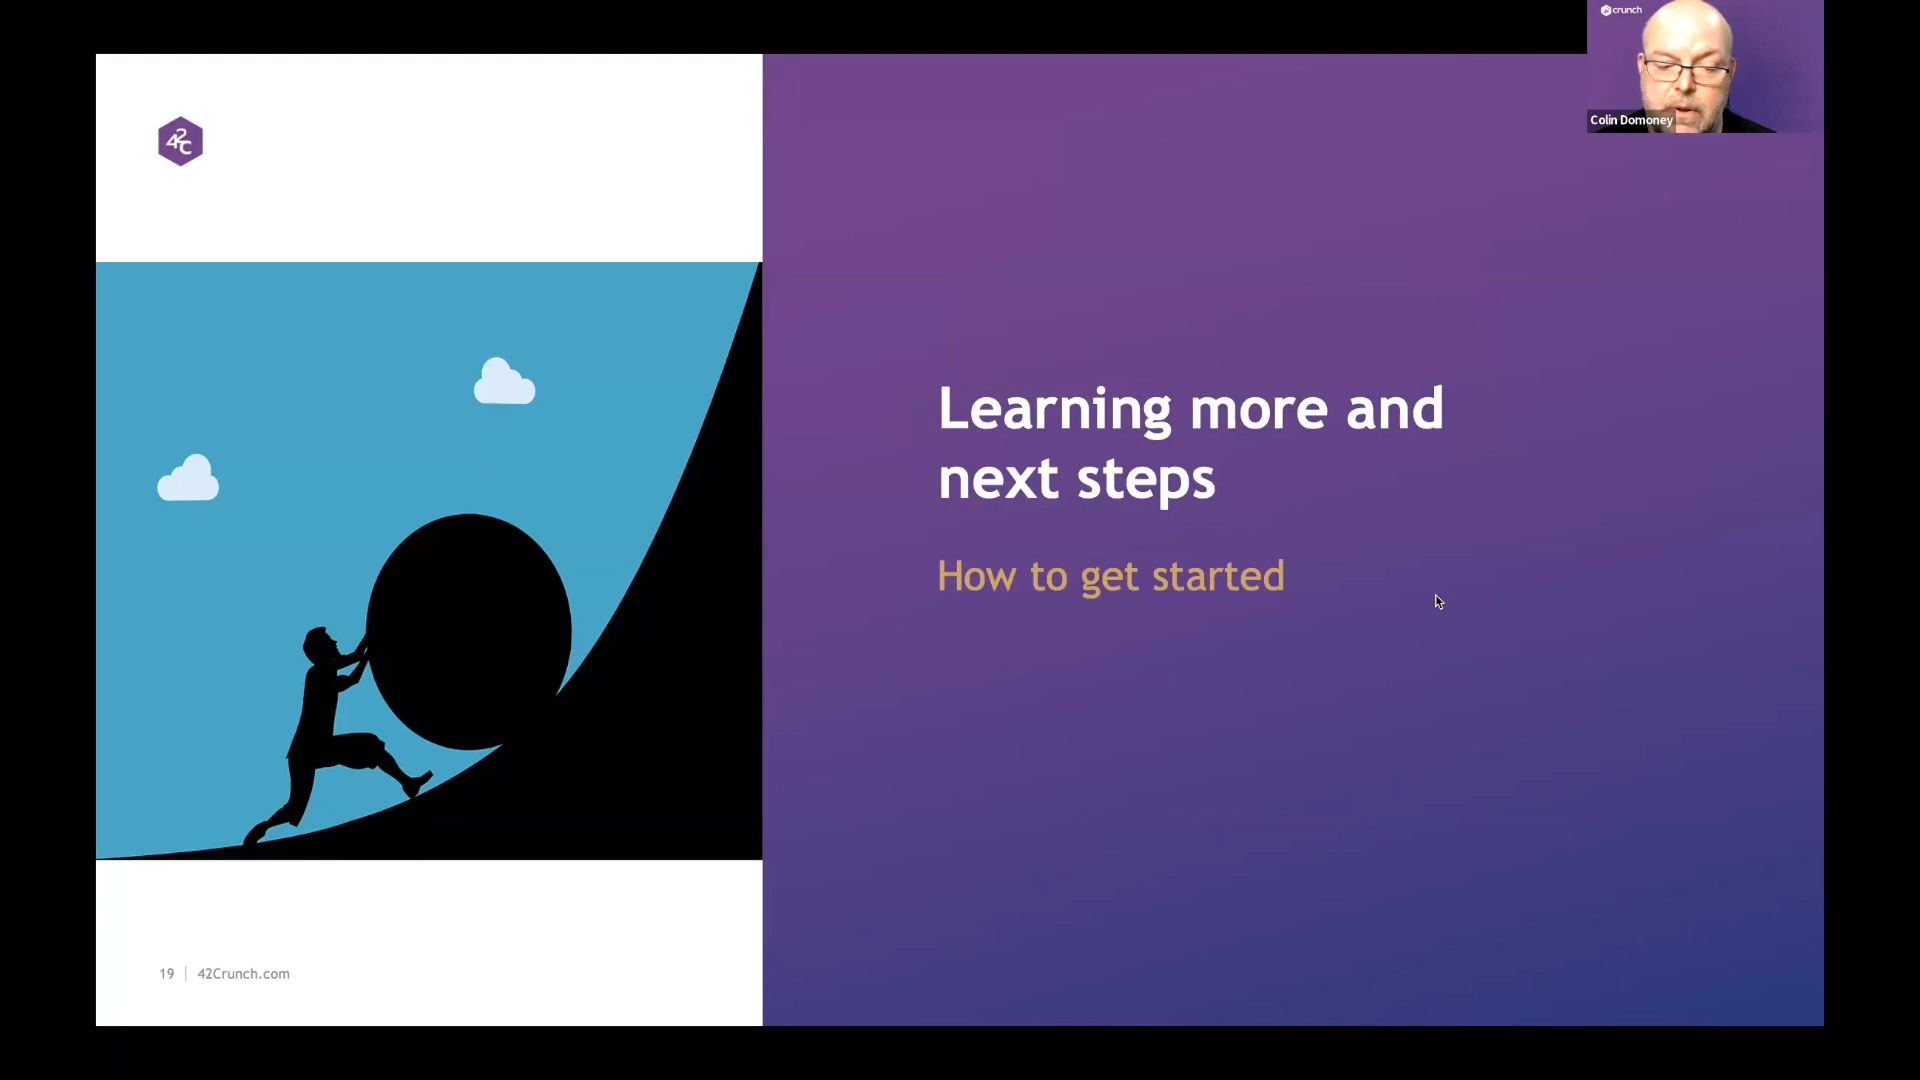 crunch
Colin Domoney
42C
Learning more and
next steps
How to get started
19 | 42Crunch.com